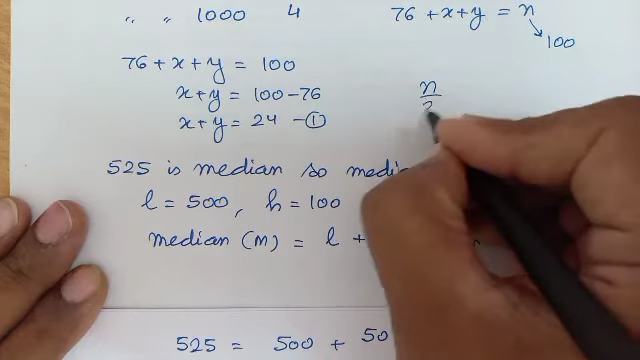 " " 1000 4 76 + x + y = n
100
76 + x + y = 100
x + y = 100 - 76
n/2
x + y = 24 - ①
525 is median so
l = 500, h = 100
median (M) = l +
525 = 500 + 50